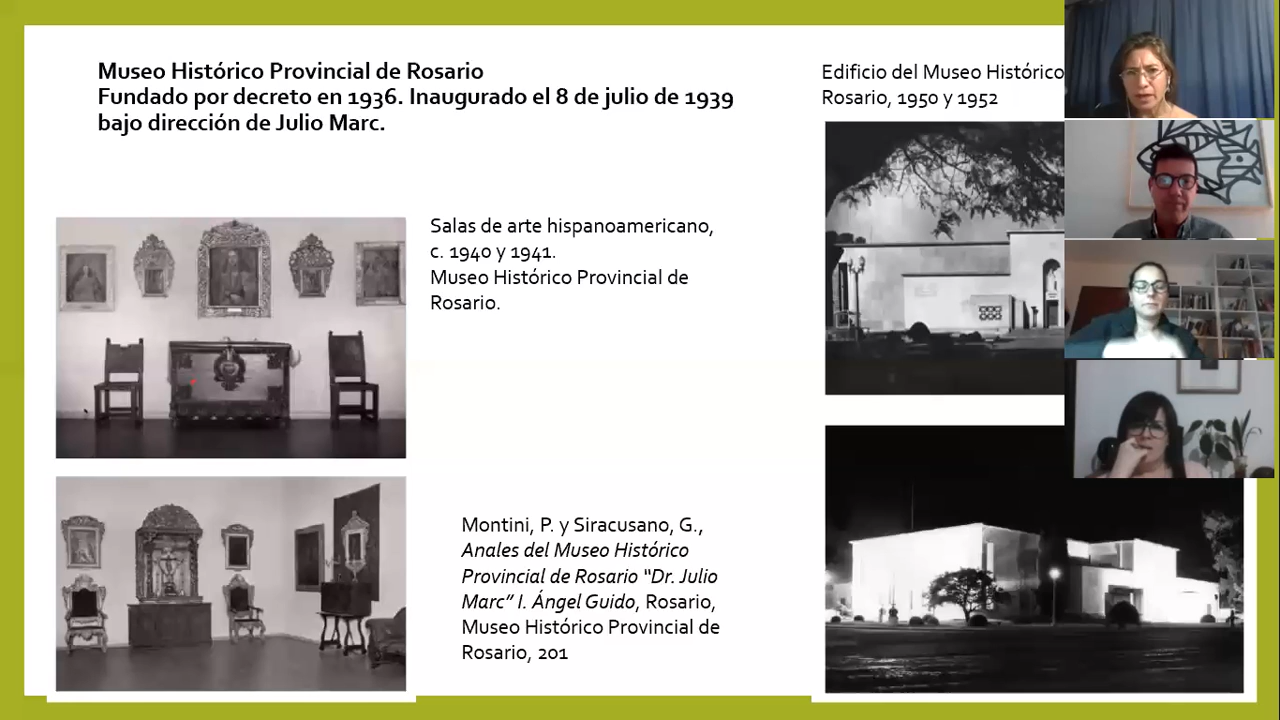 Museo Histórico Provincial de Rosario
Fundado por decreto en 1936. Inaugurado el 8 de julio de 1939
bajo dirección de Julio Marc.
Edificio del Museo Histórico
Rosario, 1950 y 1952
Salas de arte hispanoamericano,
c. 1940 y 1941.
Museo Histórico Provincial de
Rosario.
Montini, P. y Siracusano, G.,
Anales del Museo Histórico
Provincial de Rosario “Dr. Julio
Marc” I. Ángel Guido, Rosario,
Museo Histórico Provincial de
Rosario, 201